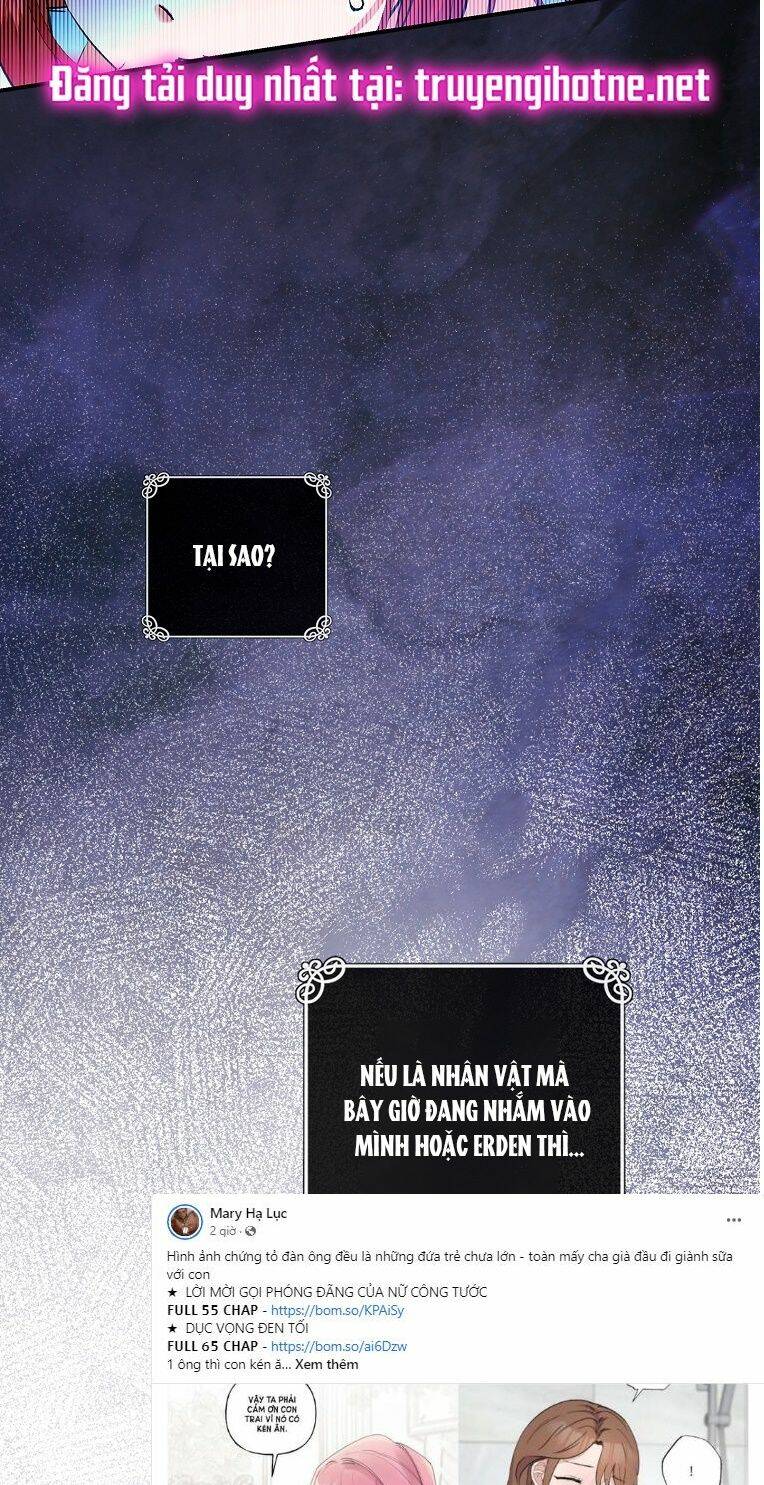 Đăng tải duy nhất tại: truyengihotne.net
TẠI SAO?
NẾU LÀ NHÂN VẬT MÀ
BÂY GIỜ ĐANG NHẮM VÀO
MÌNH HOẶC ERDEN THÌ...
Mary Hạ Lục
2 giờ ·
Hình ảnh chứng tỏ đàn ông đều là những đứa trẻ chưa lớn - toàn mấy cha già đầu đi giành sữa
với con
★ LỜI MỜI GỌI PHÓNG ĐÃNG CỦA NỮ CÔNG TƯỚC
FULL 55 CHAP - https://bom.so/KPAiSy
★ DỤC VỌNG ĐEN TỐI
FULL 65 CHAP - https://bom.so/ai6Dzw
1 ông thì con kén ă... Xem thêm
VẬY TA PHẢI
CẢM ƠN CON
TRAI VÌ NÓ CÓ
KÉN ĂN.
!